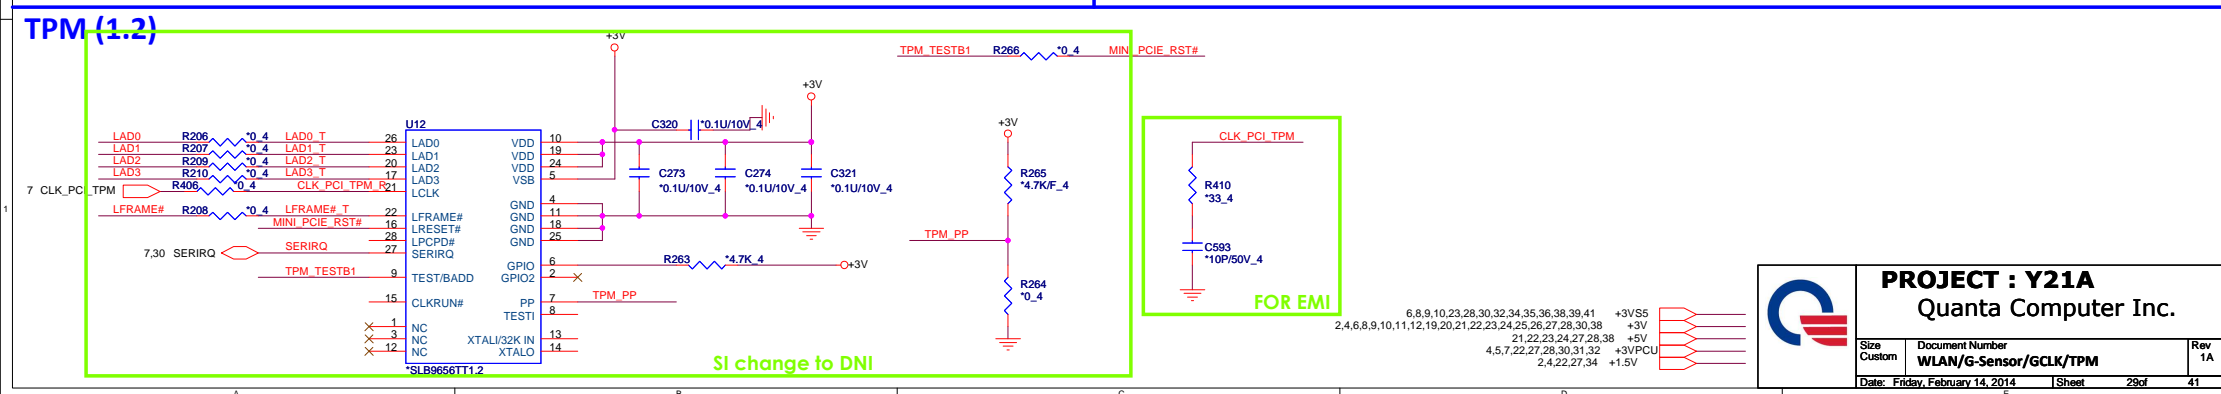 TPM (1.2)
+3V
TPM_TESTB1 R266 *0_4 MINI_PCIE_RST#
+3V
U12
C320 *0.1U/10V_4
+3V
CLK_PCI_TPM
LAD0 R206 *0_4 LAD0_T 26 LAD0 VDD 10
LAD1 R207 *0_4 LAD1_T 23 LAD1 VDD 19
LAD2 R209 *0_4 LAD2_T 20 LAD2 VDD 24
LAD3 R210 *0_4 LAD3_T 17 LAD3 VSB 5
7 CLK_PCI_TPM R406 *0_4 CLK_PCI_TPM_R 21 LCLK
C273 *0.1U/10V_4
C274 *0.1U/10V_4
C321 *0.1U/10V_4
R265 *4.7K/F_4
R410 *33_4
GND 4
LFRAME# R208 *0_4 LFRAME#_T 22 LFRAME# GND 11
MINI_PCIE_RST# 16 LRESET# GND 18
28 LPCPD# GND 25
7,30 SERIRQ SERIRQ 27 SERIRQ
TPM_PP
C593 *10P/50V_4
GPIO 6 R263 *4.7K_4 +3V
TPM_TESTB1 9 TEST/BADD GPIO2 2
R264 *0_4
15 CLKRUN# PP 7 TPM_PP
TESTI 8
1 NC
3 NC XTALI/32K IN 13
12 NC XTALO 14
*SLB9656TT1.2
SI change to DNI
FOR EMI
6,8,9,10,23,28,30,32,34,35,36,38,39,41 +3VS5
2,4,6,8,9,10,11,12,19,20,21,22,23,24,25,26,27,28,30,38 +3V
21,22,23,24,27,28,38 +5V
4,5,7,22,27,28,30,31,32 +3VPCU
2,4,22,27,34 +1.5V
PROJECT : Y21A
Quanta Computer Inc.
Size Document Number Rev
Custom WLAN/G-Sensor/GCLK/TPM 1A
Date: Friday, February 14, 2014 Sheet 29of 41
1